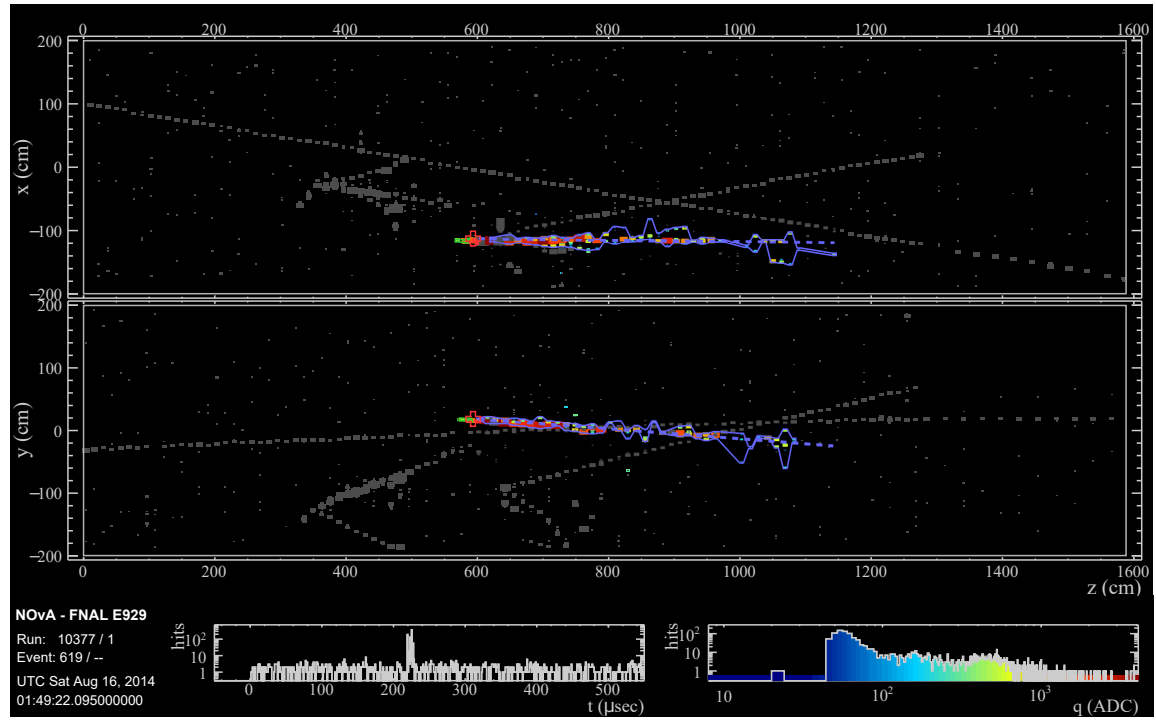 0 200 400 600 800 1000 1200 1400 1600
200
100
0
−100
−200
x (cm)
200
100
0
−100
−200
y (cm)
0 200 400 600 800 1000 1200 1400 1600
z (cm)
NOvA - FNAL E929
Run: 10377 / 1
Event: 619 / --
UTC Sat Aug 16, 2014
01:49:22.095000000
hits
10²
10
1
0 100 200 300 400 500
t (μsec)
hits
10²
10
1
10 10² 10³
q (ADC)